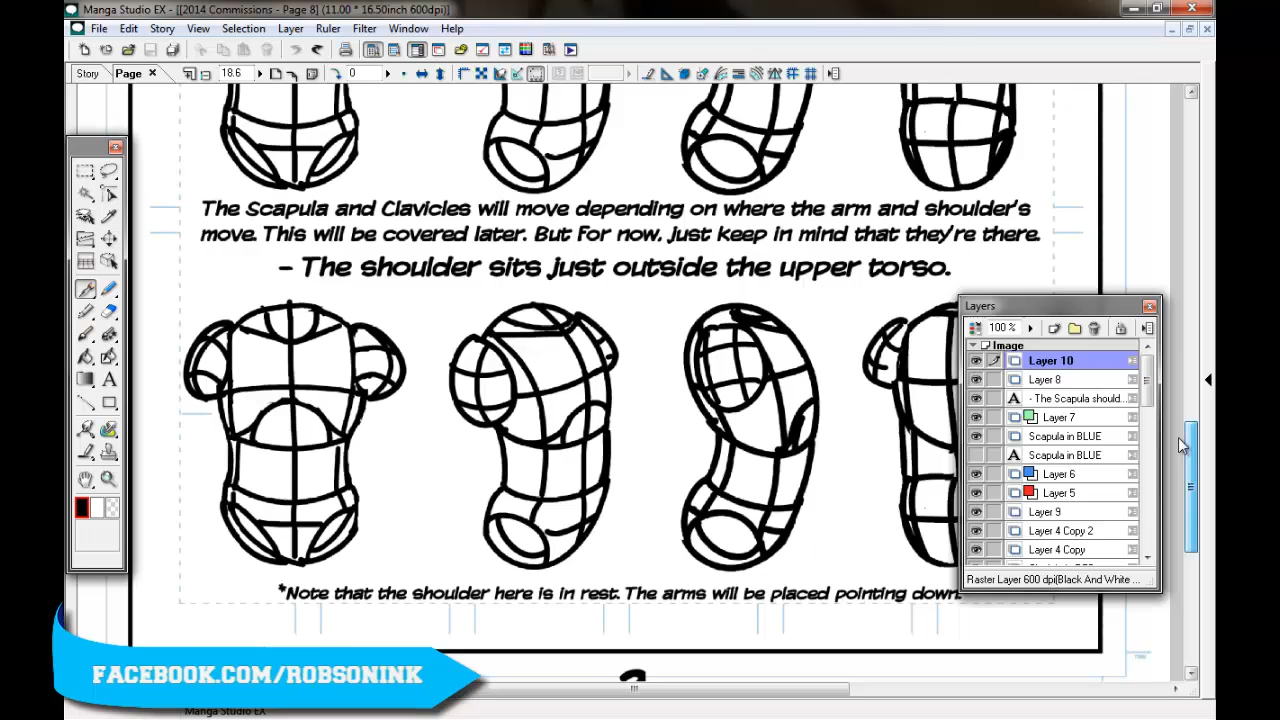 Manga Studio EX - [[2014 Commissions - Page 8] (11.00 * 16.50inch 600dpi)]
File Edit Story View Selection Layer Ruler Filter Window Help
Story Page
18.6 0
The Scapula and Clavicles will move depending on where the arm and shoulder's
move. This will be covered later. But For now, just keep in mind that they're there.
- The shoulder sits just outside the upper torso.
Layers
100 %
Image
Layer 10
Layer 8
A - The Scapula should...
Layer 7
Scapula in BLUE
A Scapula in BLUE
Layer 6
Layer 5
Layer 9
Layer 4 Copy 2
Layer 4 Copy
Raster Layer 600 dpi(Black And White ...
*Note that the shoulder here is in rest. The arms will be placed pointing down.
FACEBOOK.COM/ROBSONINK
Manga Studio EX